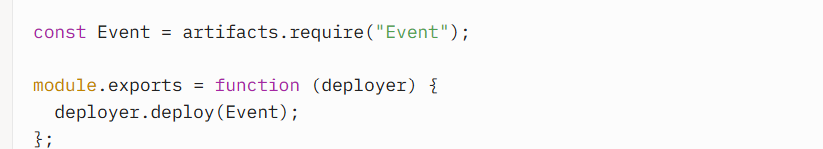 const Event = artifacts.require("Event");
module.exports = function (deployer) {
  deployer.deploy(Event);
};